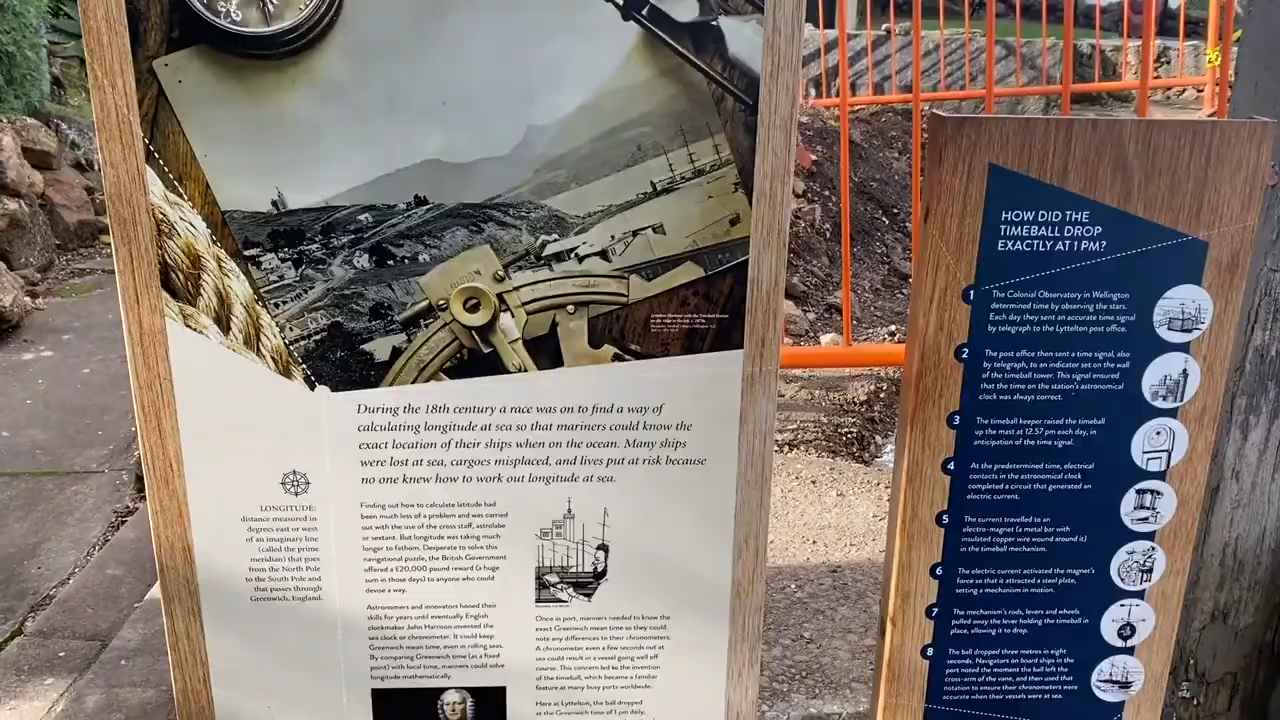 During the 18th century a race was on to find a way of
calculating longitude at sea so that mariners could know the
exact location of their ships when on the ocean. Many ships
were lost at sea, cargoes misplaced, and lives put at risk because
no one knew how to work out longitude at sea.
LONGITUDE:
distance measured in
degrees east or west
of an imaginary line
(called the prime
meridian) that goes
from the North Pole
to the South Pole and
that passes through
Greenwich, England.
Finding out how to calculate latitude had
been much less of a problem and was carried
out with the use of the cross staff, astrolabe
or sextant. But longitude was taking much
longer to fathom. Desperate to solve this
navigational puzzle, the British Government
offered a £20,000 pound reward (a huge
sum in those days) to anyone who could
devise a way.
Astronomers and innovators honed their
skills for years until eventually English
clockmaker John Harrison invented the
sea clock or chronometer. It could keep
Greenwich mean time, even in rolling seas.
By comparing Greenwich time (as a fixed
point) with local time, mariners could solve
longitude mathematically.
Once in port, mariners needed to know the
exact Greenwich mean time so they could
note any differences to their chronometers.
A chronometer even a few seconds out at
sea could result in a vessel going well off
course. This concern led to the invention
of the timeball, which became a familiar
feature at many busy ports worldwide.
Here at Lyttelton, the ball dropped
at the Greenwich time of 1 pm daily,
HOW DID THE
TIMEBALL DROP
EXACTLY AT 1 PM?
1 The Colonial Observatory in Wellington
determined time by observing the stars.
Each day they sent an accurate time signal
by telegraph to the Lyttelton post office.
2 The post office then sent a time signal, also
by telegraph, to an indicator set on the wall
of the timeball tower. This signal ensured
that the time on the station's astronomical
clock was always correct.
3 The timeball keeper raised the timeball
up the mast at 12.57 pm each day, in
anticipation of the time signal.
4 At the predetermined time, electrical
contacts in the astronomical clock
completed a circuit that generated an
electric current.
5 The current travelled to an
electro-magnet (a metal bar with
insulated copper wire wound around it)
in the timeball mechanism.
6 The electric current activated the magnet's
force so that it attracted a steel plate,
setting a mechanism in motion.
7 The mechanism's rods, levers and wheels
pulled away the lever holding the timeball in
place, allowing it to drop.
8 The ball dropped three metres in eight
seconds. Navigators on board ships in the
port noted the moment the ball left the
cross-arm of the vane, and then used that
notation to ensure their chronometers were
accurate when their vessels were at sea.